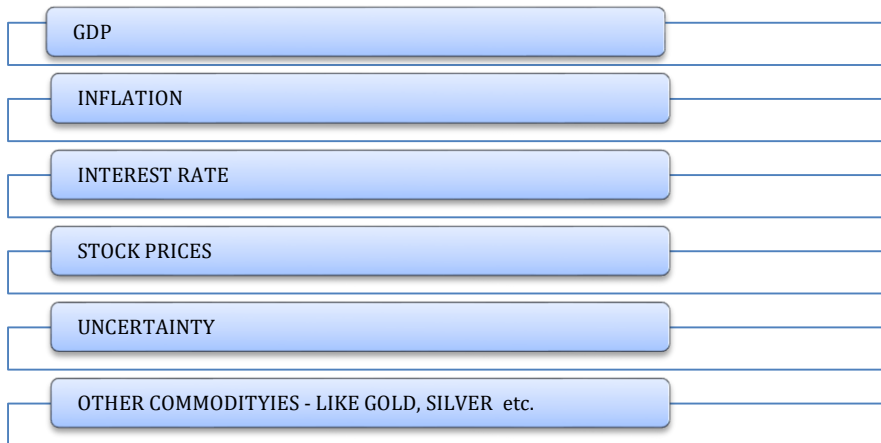 GDP
INFLATION
INTEREST RATE
STOCK PRICES
UNCERTAINTY
OTHER COMMODITYIES - LIKE GOLD, SILVER etc.